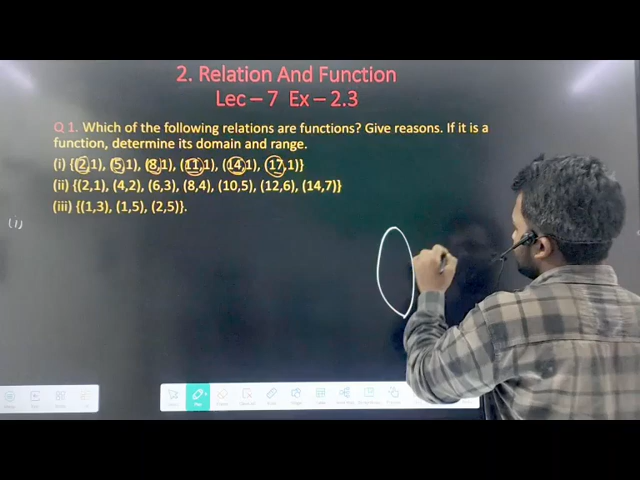 2. Relation And Function
Lec – 7 Ex – 2.3
Q 1. Which of the following relations are functions? Give reasons. If it is a
function, determine its domain and range.
(i) {(2,1), (5,1), (8,1), (11,1), (14,1), (17,1)}
(ii) {(2,1), (4,2), (6,3), (8,4), (10,5), (12,6), (14,7)}
(iii) {(1,3), (1,5), (2,5)}.
(i)